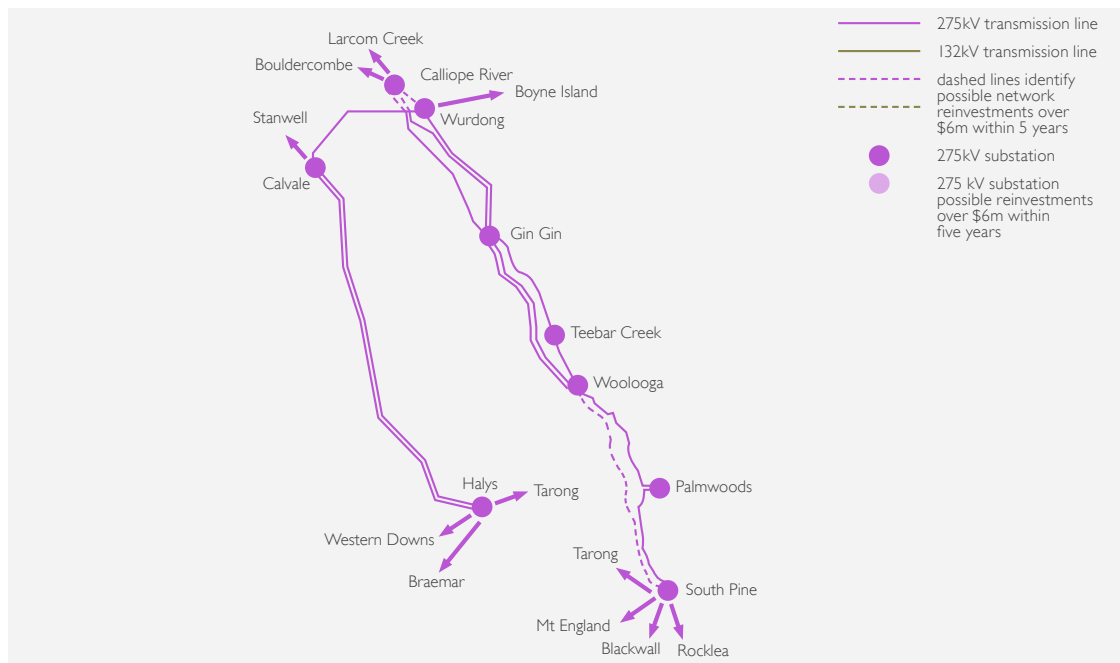 275kV transmission line
132kV transmission line
dashed lines identify
possible network
reinvestments over
$6m within 5 years
275kV substation
275 kV substation
possible reinvestments
over $6m within
five years
Larcom Creek
Bouldercombe
Calliope River
Boyne Island
Wurdong
Stanwell
Calvale
Gin Gin
Teebar Creek
Woolooga
Halys
Tarong
Palmwoods
Western Downs
Braemar
Tarong
South Pine
Mt England
Blackwall
Rocklea